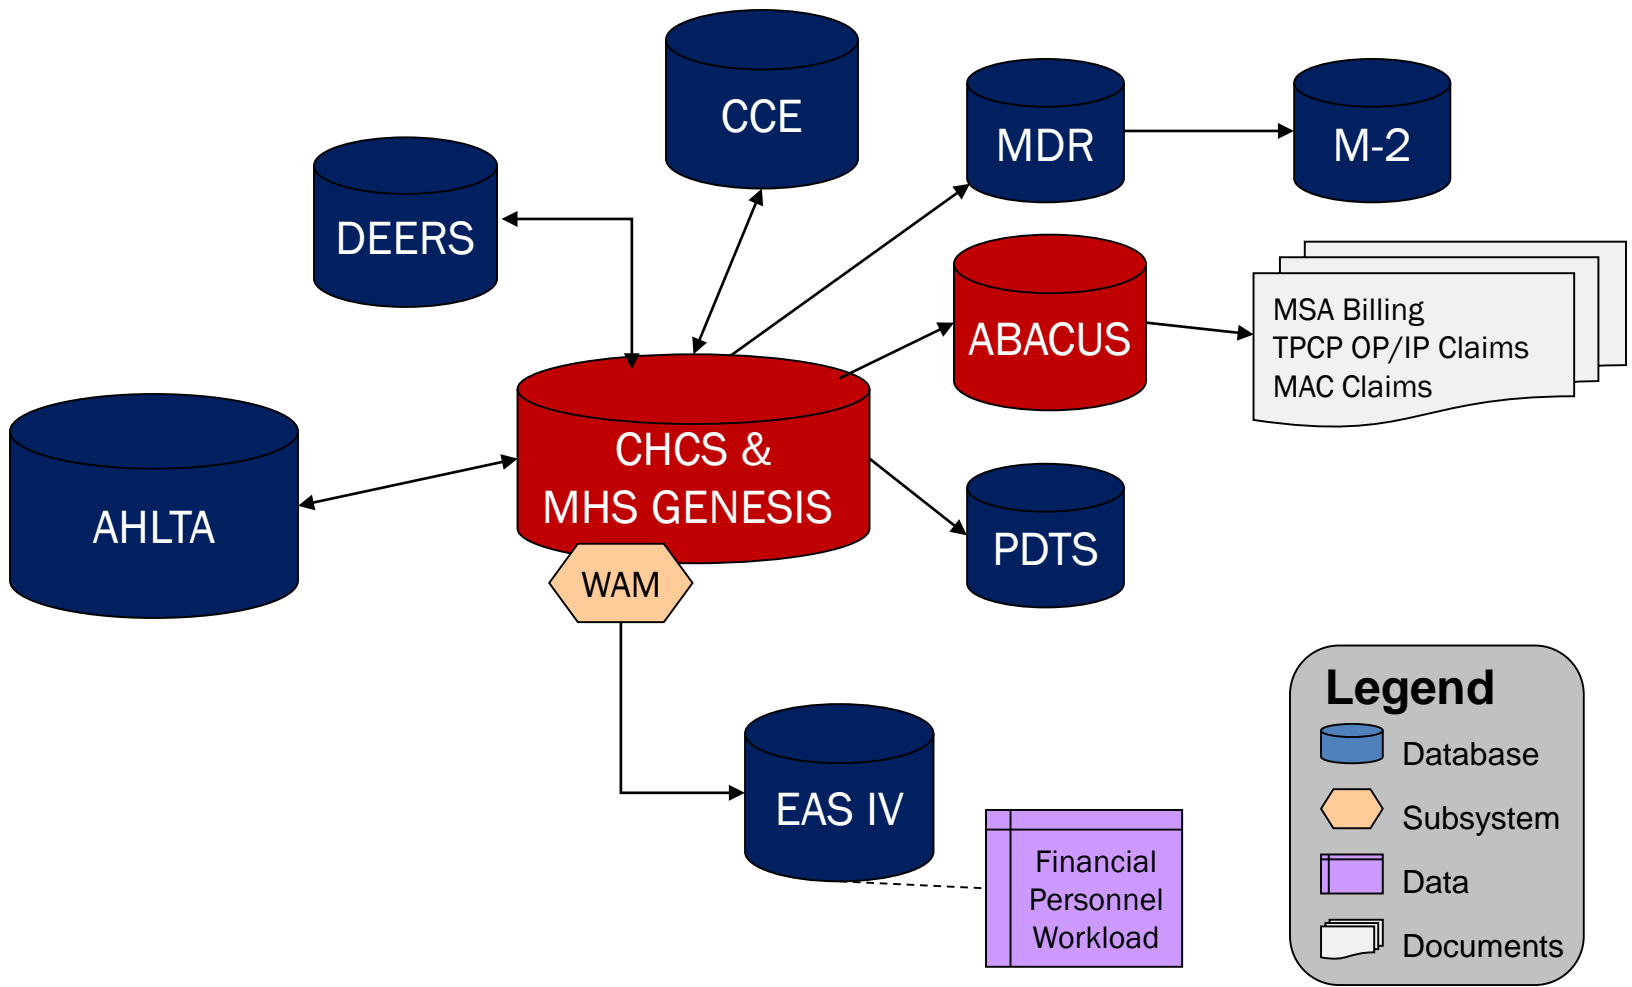 CCE
MDR
M-2
DEERS
ABACUS
MSA Billing
TPCP OP/IP Claims
MAC Claims
CHCS &
MHS GENESIS
AHLTA
PDTS
WAM
EAS IV
Financial
Personnel
Workload
Legend
Database
Subsystem
Data
Documents